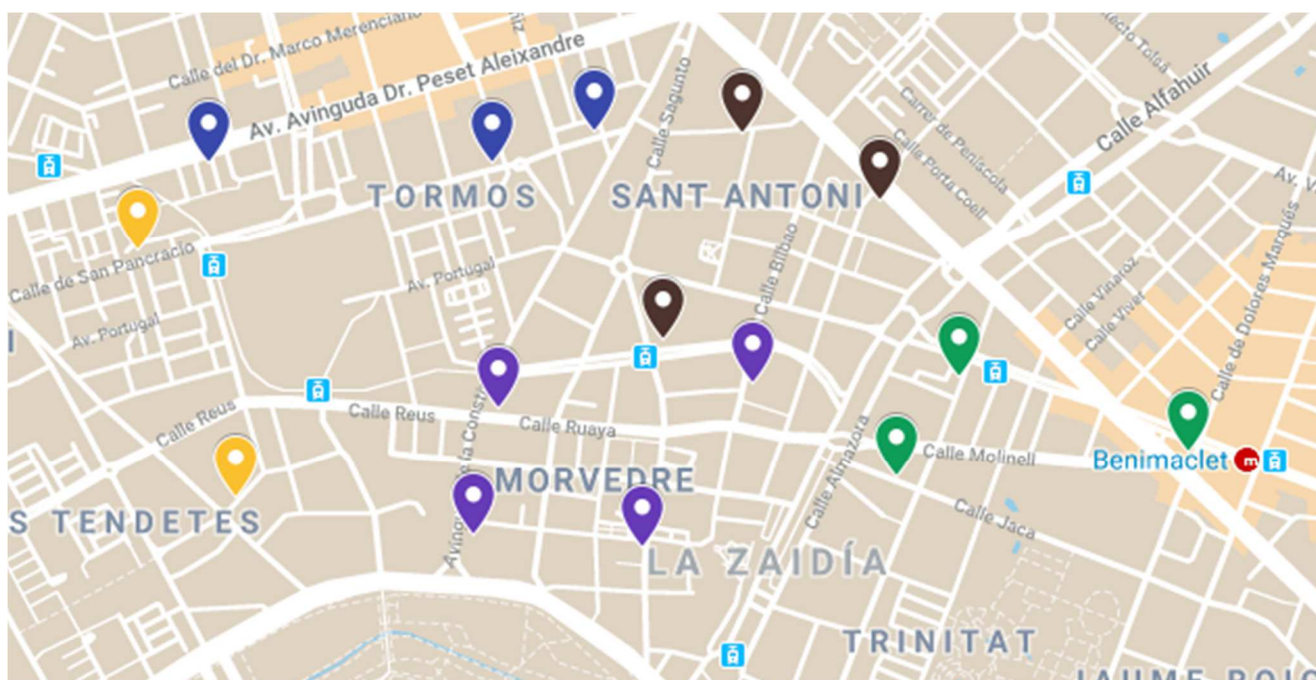 Calle del Dr. Marco Merenciano
Av. Avinguda Dr. Peset Aleixandre
Calle Sagunto
Calle Alfahuir
Carrer de Peníscola
Calle Porta Coeli
TORMOS
SANT ANTONI
Calle de San Pancracio
Av. Portugal
Av. Portugal
Calle Bilbao
Calle Vinaroz
Calle Viver
Calle de Dolores Marqués
Calle Reus
Calle Reus
Calle Ruaya
Calle Almazora
Calle Molinell
Benimaclet
m
MORVEDRE
S TENDETES
Calle Jaca
LA ZAIDÍA
TRINITAT